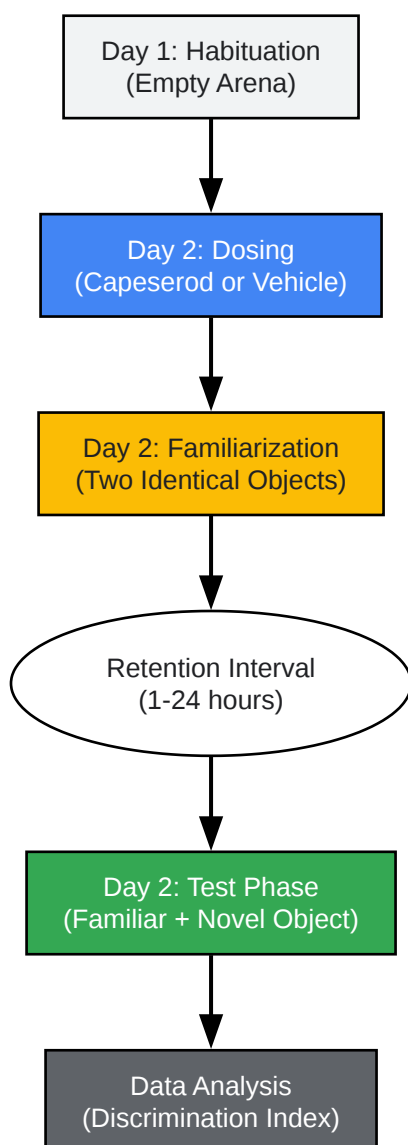 Day 1: Habituation
(Empty Arena)
Day 2: Dosing
(Capeserod or Vehicle)
Day 2: Familiarization
(Two Identical Objects)
Retention Interval
(1-24 hours)
Day 2: Test Phase
(Familiar + Novel Object)
Data Analysis
(Discrimination Index)